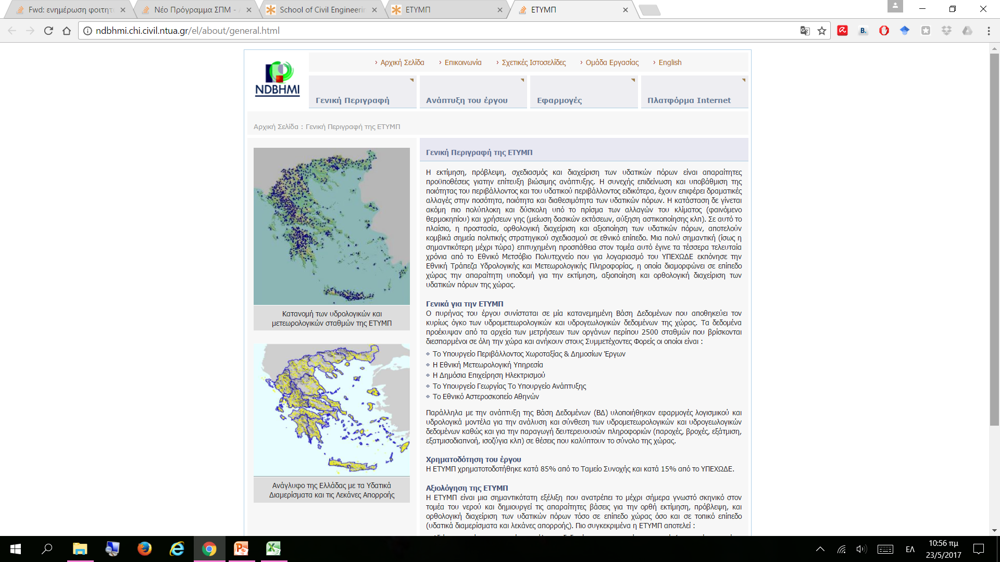 Fwd: ενημέρωση φοιτητ
Νέο Πρόγραμμα ΣΠΜ -
School of Civil Engineerin
ΕΤΥΜΠ
ΕΤΥΜΠ
ndbhmi.chi.civil.ntua.gr/el/about/general.html
NDBHMI
Αρχική Σελίδα
Επικοινωνία
Σχετικές Ιστοσελίδες
Ομάδα Εργασίας
English
Γενική Περιγραφή
Ανάπτυξη του έργου
Εφαρμογές
Πλατφόρμα Internet
Αρχική Σελίδα : Γενική Περιγραφή της ΕΤΥΜΠ
Κατανομή των υδρολογικών και
μετεωρολογικών σταθμών της ΕΤΥΜΠ
Ανάγλυφο της Ελλάδας με τα Υδατικά
Διαμερίσματα και τις Λεκάνες Απορροής
Γενική Περιγραφή της ΕΤΥΜΠ
Η εκτίμηση, πρόβλεψη, σχεδιασμός και διαχείριση των υδατικών πόρων είναι απαραίτητες
προϋποθέσεις γιατην επίτευξη βιώσιμης ανάπτυξης. Η συνεχής επιδείνωση και υποβάθμιση της
ποιότητας του περιβάλλοντος και του υδατικού περιβάλλοντος ειδικότερα, έχουν επιφέρει δραματικές
αλλαγές στην ποσότητα, ποιότητα και διαθεσιμότητα των υδατικών πόρων. Η κατάσταση δε γίνεται
ακόμη πιο πολύπλοκη και δύσκολη υπό το πρίσμα των αλλαγών του κλίματος (φαινόμενο
θερμοκηπίου) και χρήσεων γης (μείωση δασικών εκτάσεων, αύξηση αστικοποίησης κλπ). Σε αυτό το
πλαίσιο, η προστασία, ορθολογική διαχείριση και αξιοποίηση των υδατικών πόρων, αποτελούν
κομβικά σημεία πολιτικής στρατηγικού σχεδιασμού σε εθνικό επίπεδο. Μια πολύ σημαντική (ίσως η
σημαντικότερη μέχρι τώρα) επιτυχημένη προσπάθεια στον τομέα αυτό έγινε τα τέσσερα τελευταία
χρόνια από το Εθνικό Μετσόβιο Πολυτεχνείο που για λογαριασμό του ΥΠΕΧΩΔΕ εκπόνησε την
Εθνική Τράπεζα Υδρολογικής και Μετεωρολογικής Πληροφορίας, η οποία διαμορφώνει σε επίπεδο
χώρας την απαραίτητη υποδομή για την εκτίμηση, αξιοποίηση και ορθολογική διαχείριση των
υδατικών πόρων της χώρας.
Γενικά για την ΕΤΥΜΠ
Ο πυρήνας του έργου συνίσταται σε μία κατανεμημένη Βάση Δεδομένων που αποθηκεύει τον
κυρίως όγκο των υδρομετεωρολογικών και υδρογεωλογικών δεδομένων της χώρας. Τα δεδομένα
προέκυψαν από τα αρχεία των μετρήσεων των οργάνων περίπου 2500 σταθμών που βρίσκονται
διεσπαρμένοι σε όλη την χώρα και ανήκουν στους Συμμετέχοντες Φορείς οι οποίοι είναι :
Το Υπουργείο Περιβάλλοντος Χωροταξίας & Δημοσίων Έργων
Η Εθνική Μετεωρολογική Υπηρεσία
Η Δημόσια Επιχείρηση Ηλεκτρισμού
Το Υπουργείο Γεωργίας Το Υπουργείο Ανάπτυξης
Το Εθνικό Αστεροσκοπείο Αθηνών
Παράλληλα με την ανάπτυξη της Βάση Δεδομένων (ΒΔ) υλοποιήθηκαν εφαρμογές λογισμικού και
υδρολογικά μοντέλα για την ανάλυση και σύνθεση των υδρομετεωρολογικών και υδρογεωλογικών
δεδομένων καθώς και για την παραγωγή δευτερευουσών πληροφοριών (παροχές, βροχές, εξάτμιση,
εξατμισοδιαπνοή, ισοζύγια κλπ) σε θέσεις που καλύπτουν το σύνολο της χώρας.
Χρηματοδότηση του έργου
Η ΕΤΥΜΠ χρηματοτοδοτήθηκε κατά 85% από το Ταμείο Συνοχής και κατά 15% από το ΥΠΕΧΩΔΕ.
Αξιολόγηση της ΕΤΥΜΠ
Η ΕΤΥΜΠ είναι μια σημαντικότατη εξέλιξη που ανατρέπει το μέχρι σήμερα γνωστό σκηνικό στον
τομέα του νερού και δημιουργεί τις απαραίτητες βάσεις για την ορθή εκτίμηση, πρόβλεψη, και
ορθολογική διαχείριση των υδατικών πόρων τόσο σε επίπεδο χώρας όσο και σε τοπικό επίπεδο
(υδατικά διαμερίσματα και λεκάνες απορροής). Πιο συγκεκριμένα η ΕΤΥΜΠ αποτελεί :
ΕΛ
10:56 πμ
23/5/2017